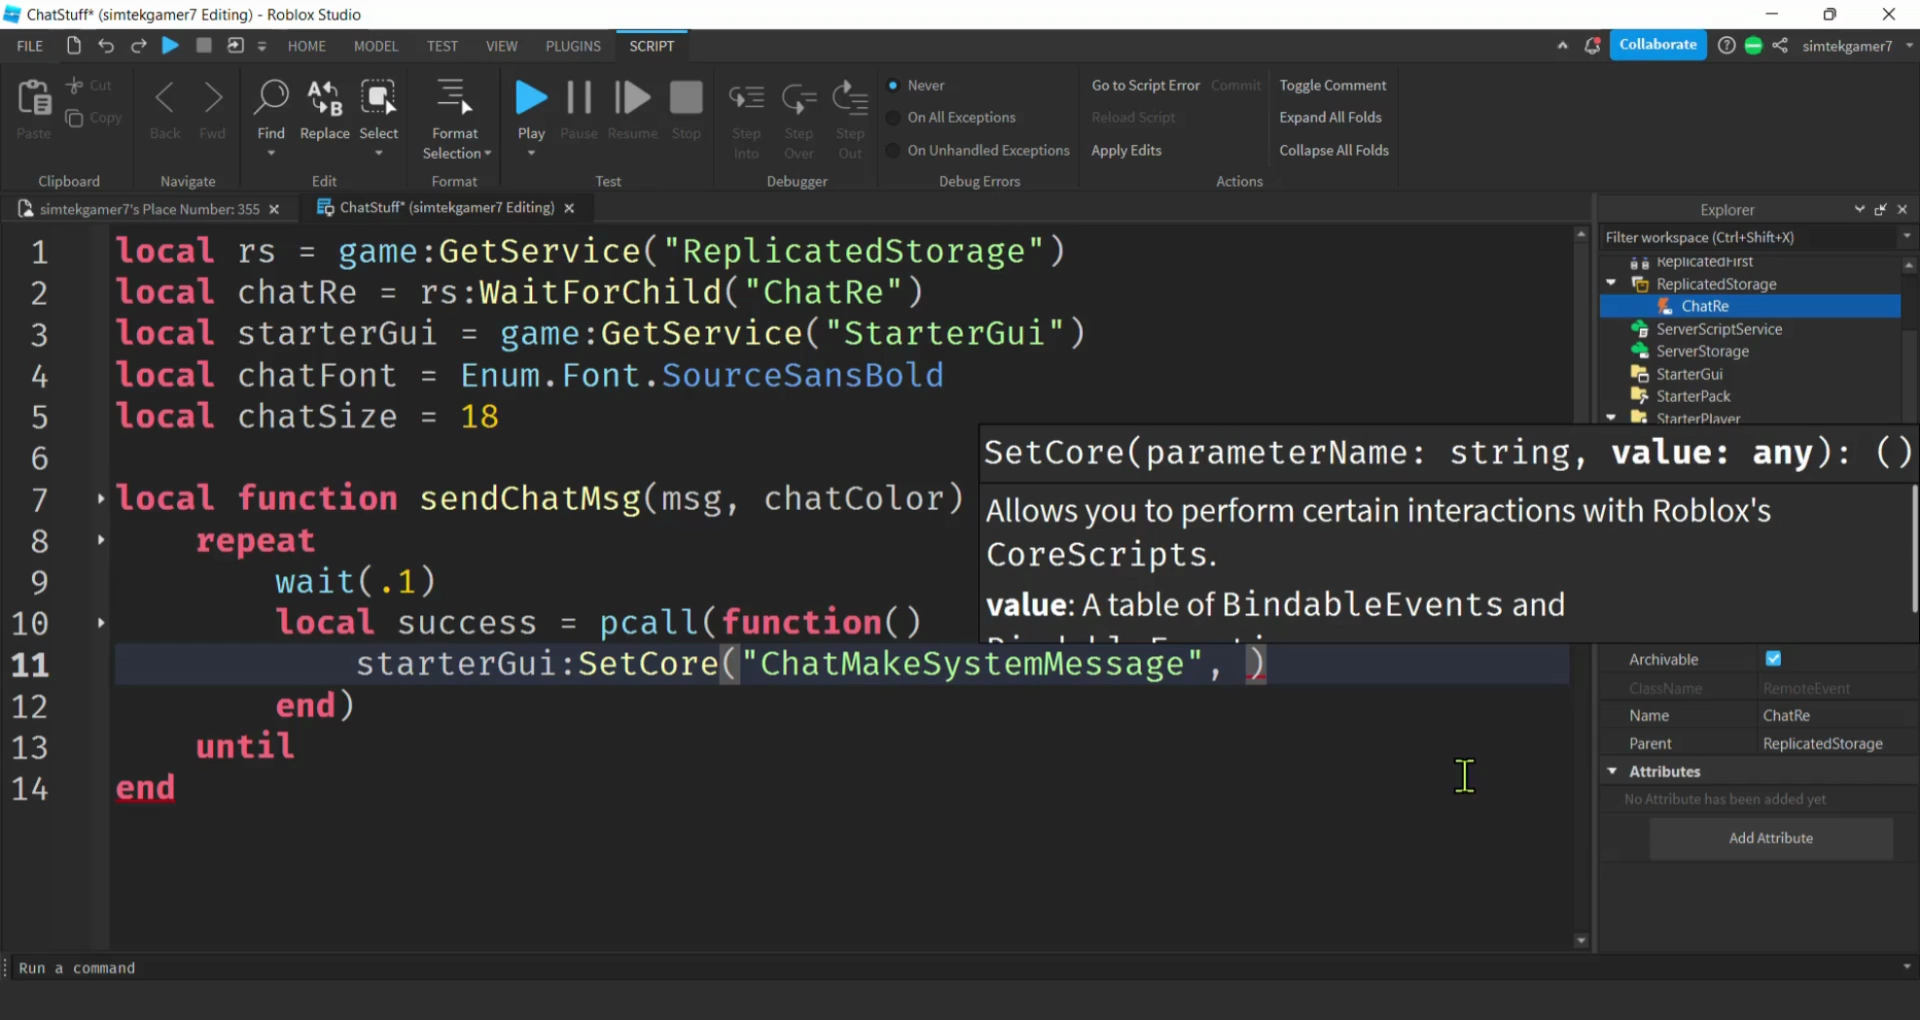 ChatStuff* (simtekgamer7 Editing) - Roblox Studio
FILE HOME MODEL TEST VIEW PLUGINS SCRIPT Collaborate simtekgamer7
Paste Cut Copy
Back Fwd
Find Replace Select
Format Selection
Play Pause Resume Stop
Step Into Step Over Step Out
Never
On All Exceptions
On Unhandled Exceptions
Go to Script Error Commit
Reload Script
Apply Edits
Toggle Comment
Expand All Folds
Collapse All Folds
Clipboard Navigate Edit Format Test Debugger Debug Errors Actions
simtekgamer7's Place Number: 355 ChatStuff* (simtekgamer7 Editing)
1 local rs = game:GetService("ReplicatedStorage")
2 local chatRe = rs:WaitForChild("ChatRe")
3 local starterGui = game:GetService("StarterGui")
4 local chatFont = Enum.Font.SourceSansBold
5 local chatSize = 18
6
7 local function sendChatMsg(msg, chatColor)
8 repeat
9 wait(.1)
10 local success = pcall(function()
11 starterGui:SetCore("ChatMakeSystemMessage", )
12 end)
13 until
14 end
SetCore(parameterName: string, value: any): ()
Allows you to perform certain interactions with Roblox's
CoreScripts.
value: A table of BindableEvents and
Explorer
Filter workspace (Ctrl+Shift+X)
ReplicatedFirst
ReplicatedStorage
ChatRe
ServerScriptService
ServerStorage
StarterGui
StarterPack
StarterPlayer
Archivable
ClassName RemoteEvent
Name ChatRe
Parent ReplicatedStorage
Attributes
No Attribute has been added yet
Add Attribute
Run a command